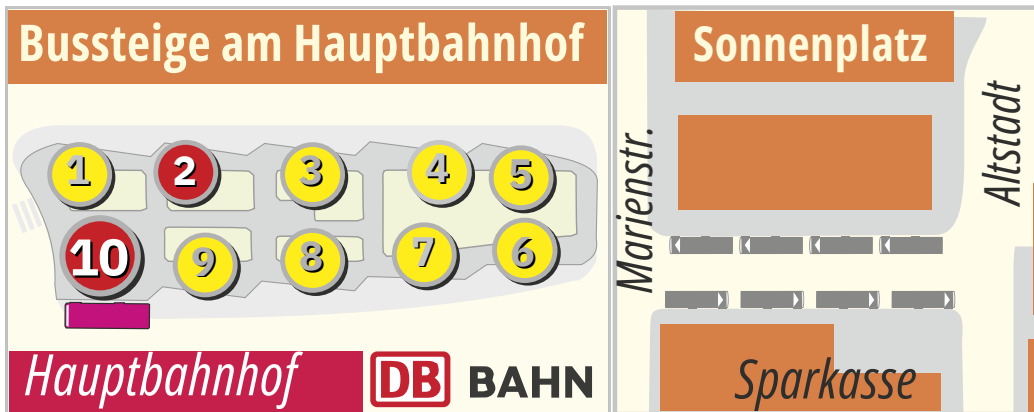 Bussteige am Hauptbahnhof
1
2
3
4
5
10
9
8
7
6
Hauptbahnhof
DB BAHN
Sonnenplatz
Marienstr.
Altstadt
Sparkasse